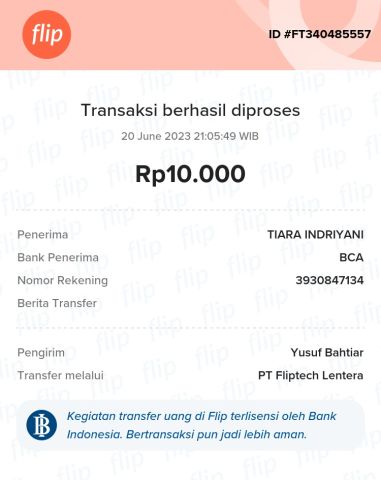 flip
ID #FT340485557
Transaksi berhasil diproses
20 June 2023 21:05:49 WIB
Rp10.000
Penerima TIARA INDRIYANI
Bank Penerima BCA
Nomor Rekening 3930847134
Berita Transfer
Pengirim Yusuf Bahtiar
Transfer melalui PT Fliptech Lentera
Kegiatan transfer uang di Flip terlisensi oleh Bank
Indonesia. Bertransaksi pun jadi lebih aman.